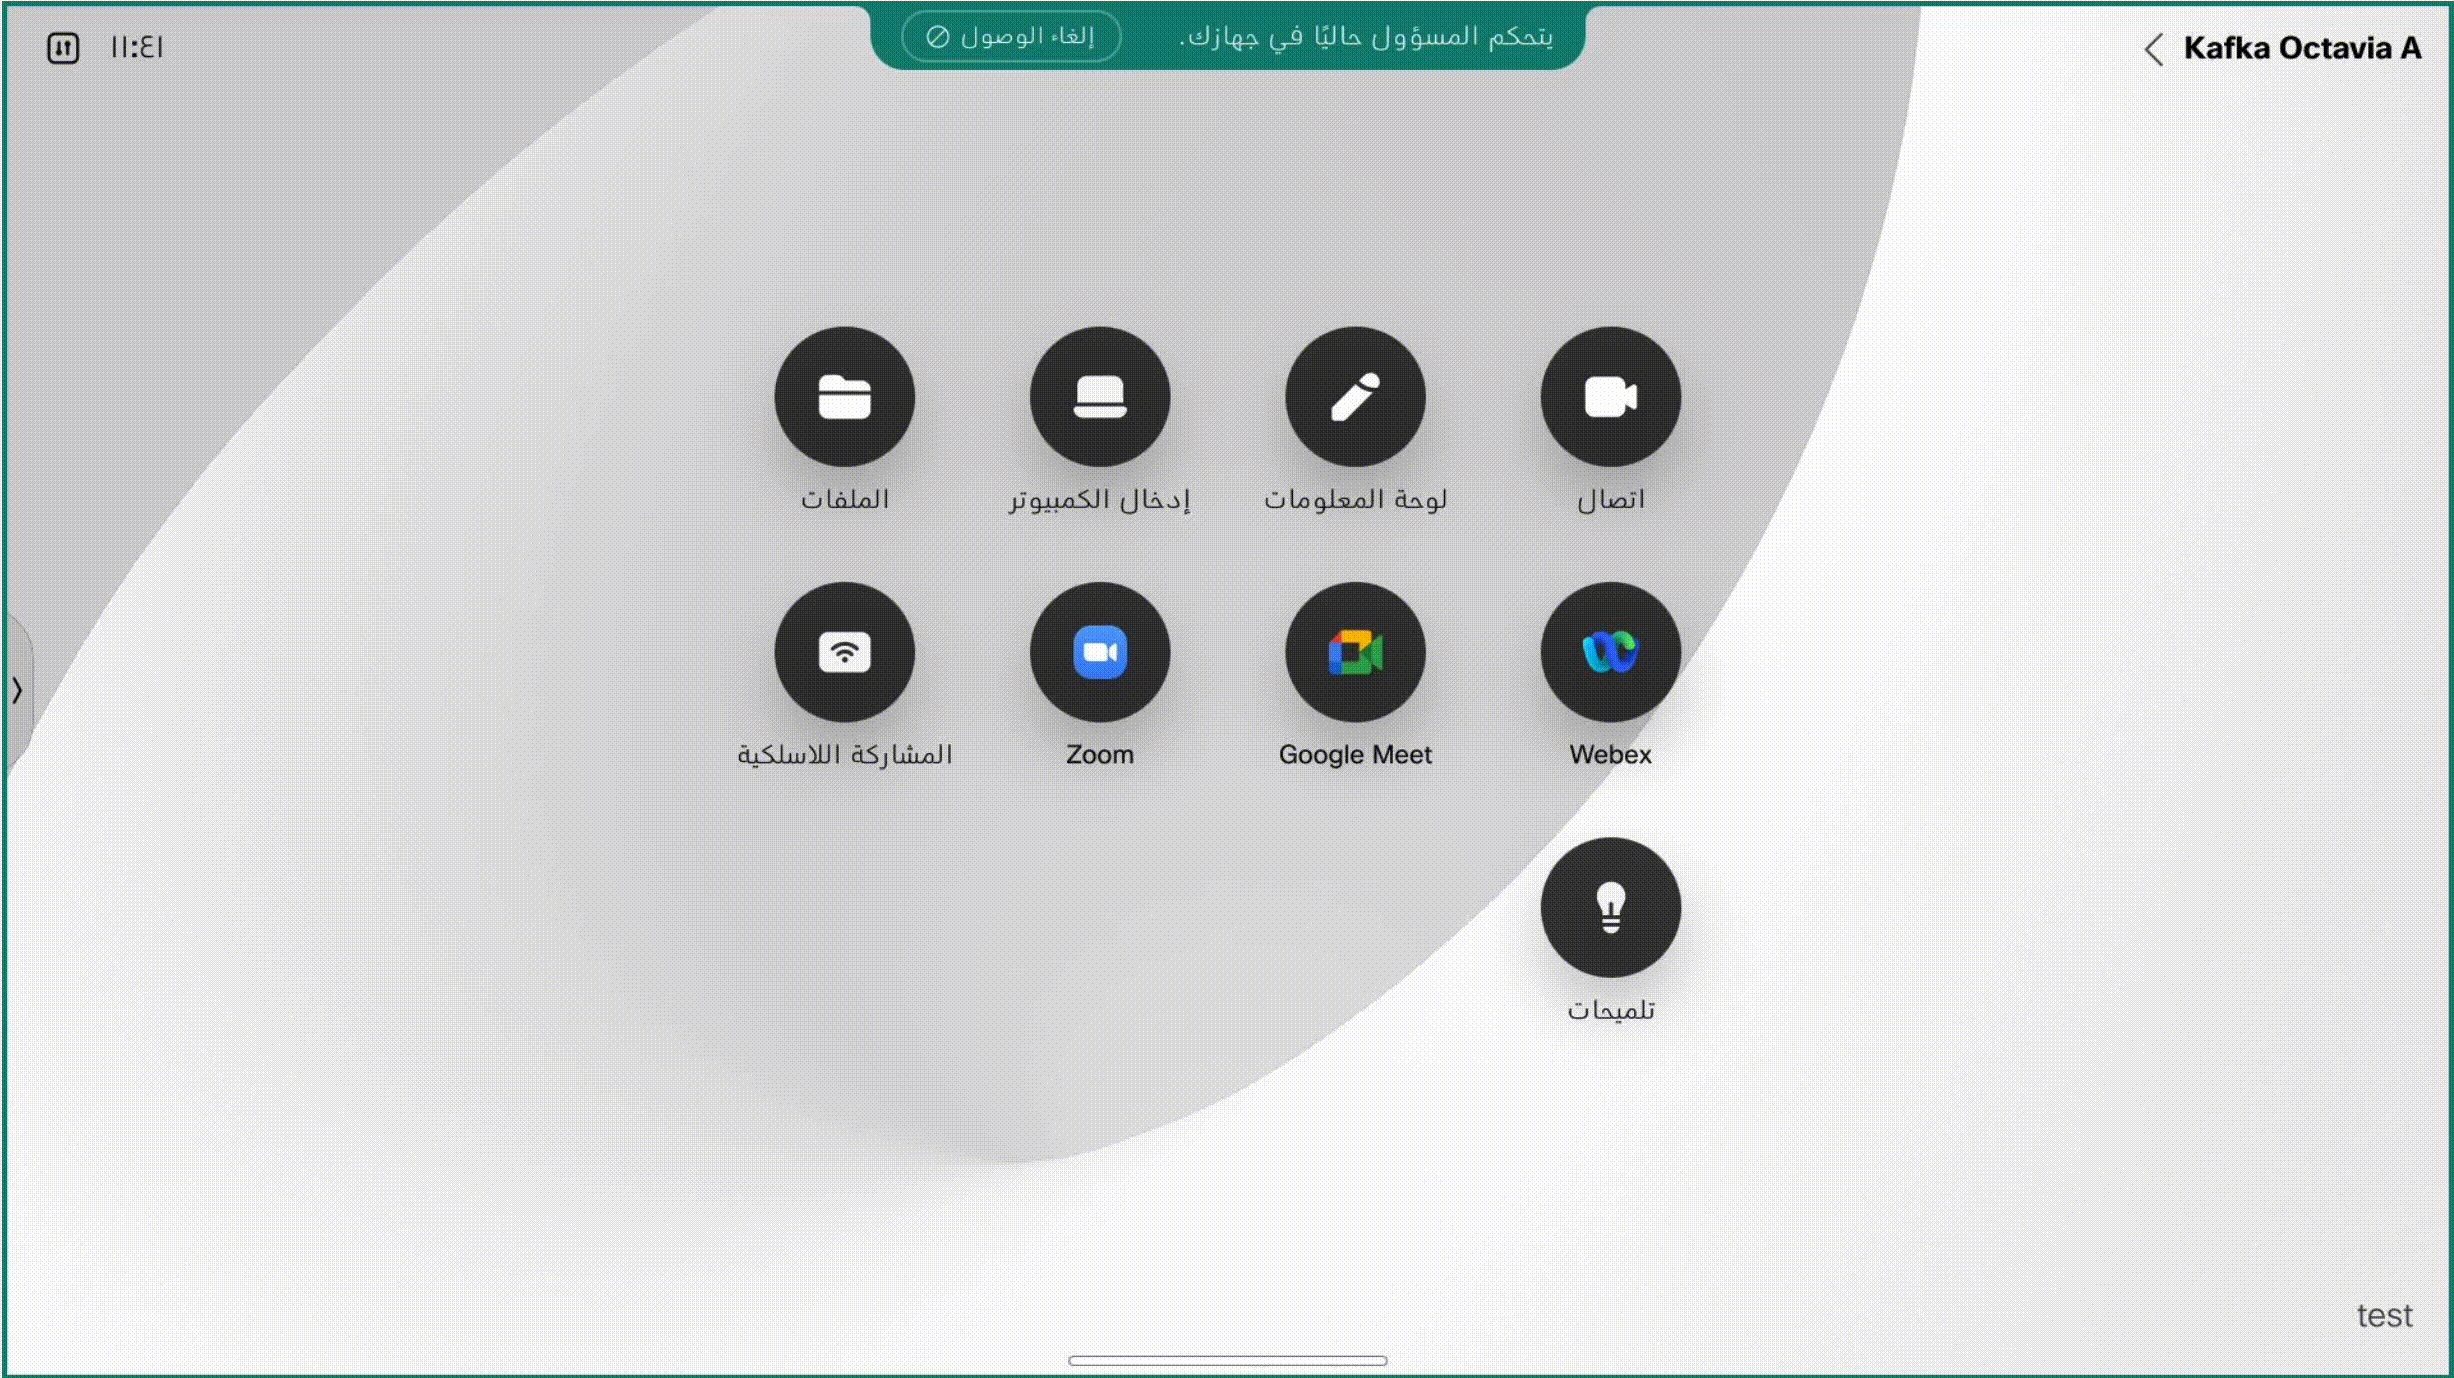 Kafka Octavia A
يتحكم المسؤول حاليًا في جهازك.
إلغاء الوصول
١١:٤١
اتصال
لوحة المعلومات
إدخال الكمبيوتر
الملفات
Webex
Google Meet
Zoom
المشاركة اللاسلكية
تلميحات
test